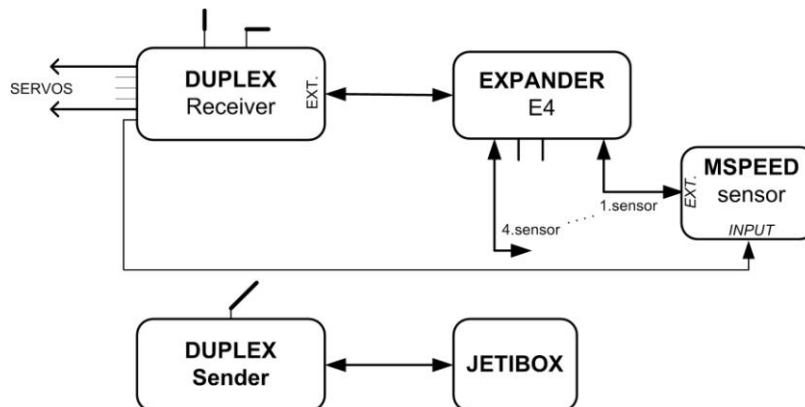 DUPLEX
Receiver
EXT.
SERVOS
EXPANDER
E4
MSPEED
sensor
EXT.
INPUT
1.sensor
4.sensor
DUPLEX
Sender
JETIBOX